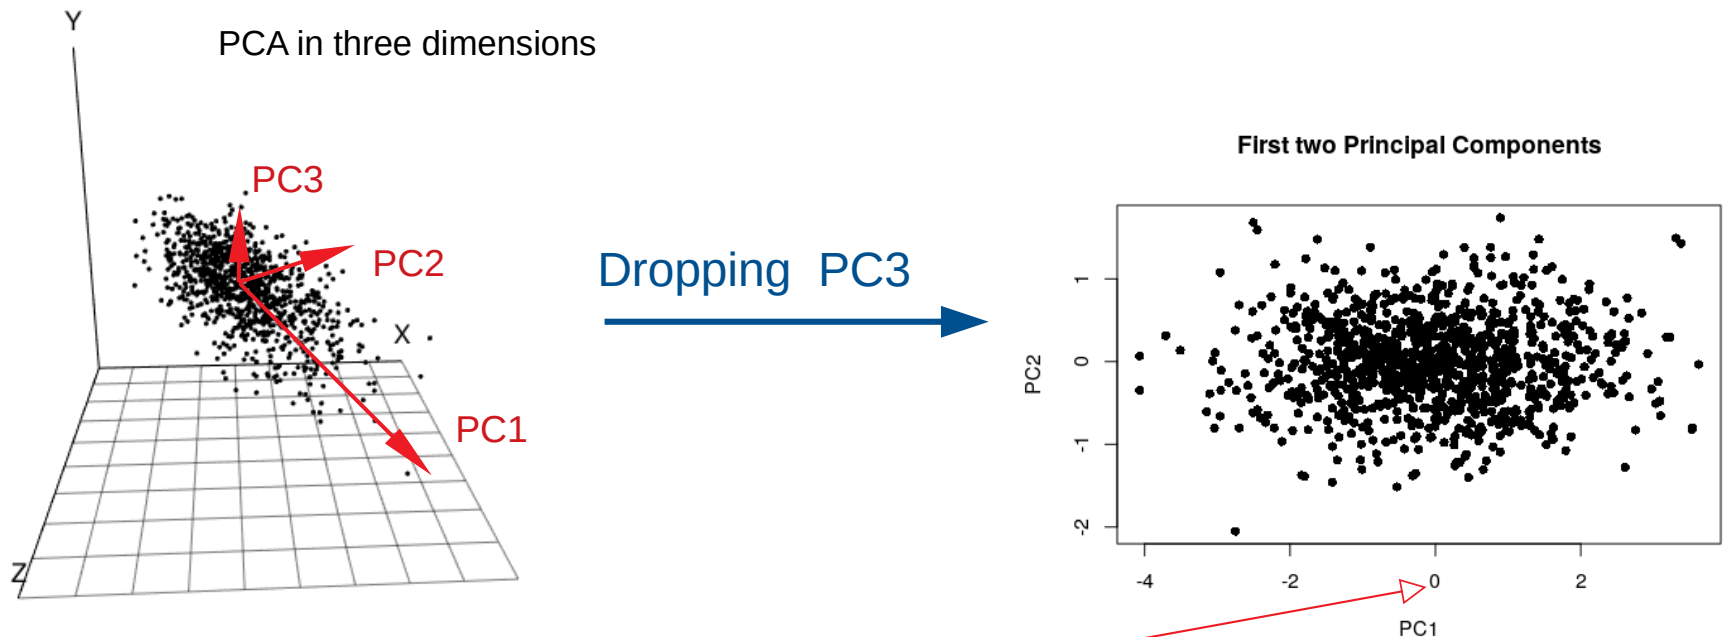 Y
PCA in three dimensions
PC3
PC2
X
PC1
Z
Dropping PC3
First two Principal Components
PC2
1
0
-1
-2
-4
-2
0
2
PC1